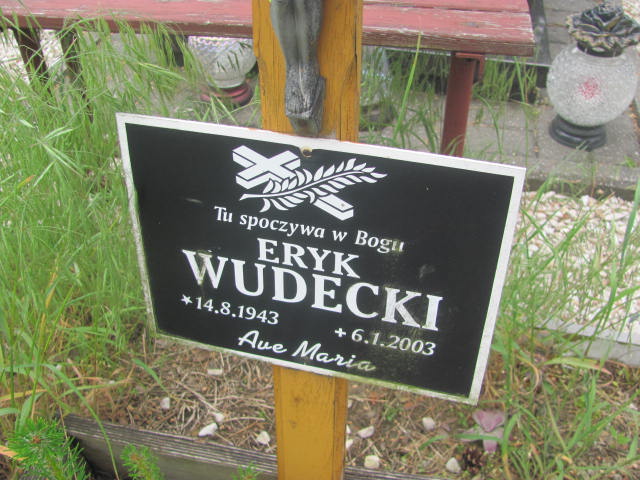 Tu spoczywa w Bogu
ERYK
WUDECKI
*14.8.1943
+6.1.2003
Ave Maria